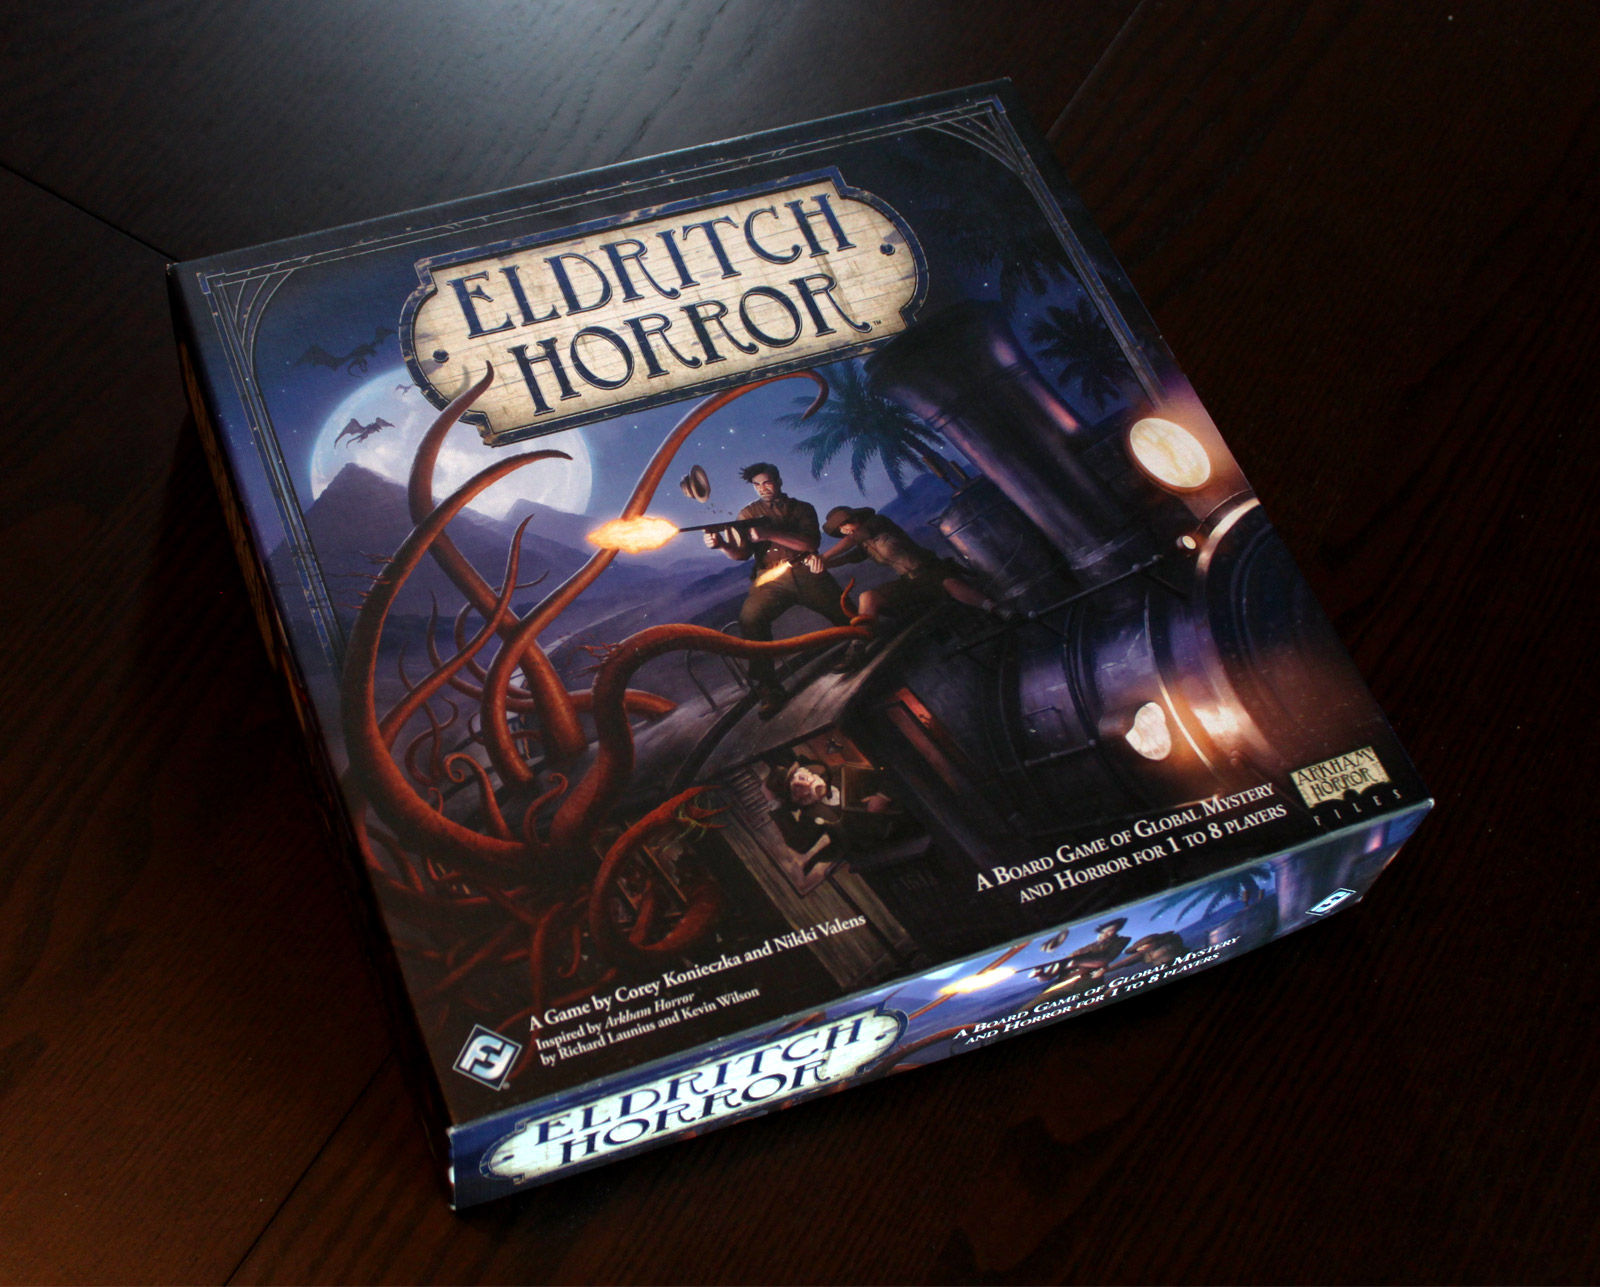 ELDRITCH
HORROR™
A BOARD GAME OF GLOBAL MYSTERY
AND HORROR FOR 1 TO 8 PLAYERS
ARKHAM
HORROR
FILES
A Game by Corey Konieczka and Nikki Valens
Inspired by Arkham Horror
by Richard Launius and Kevin Wilson
FF
ELDRITCH
HORROR
A BOARD GAME OF GLOBAL MYSTERY
AND HORROR FOR 1 TO 8 PLAYERS